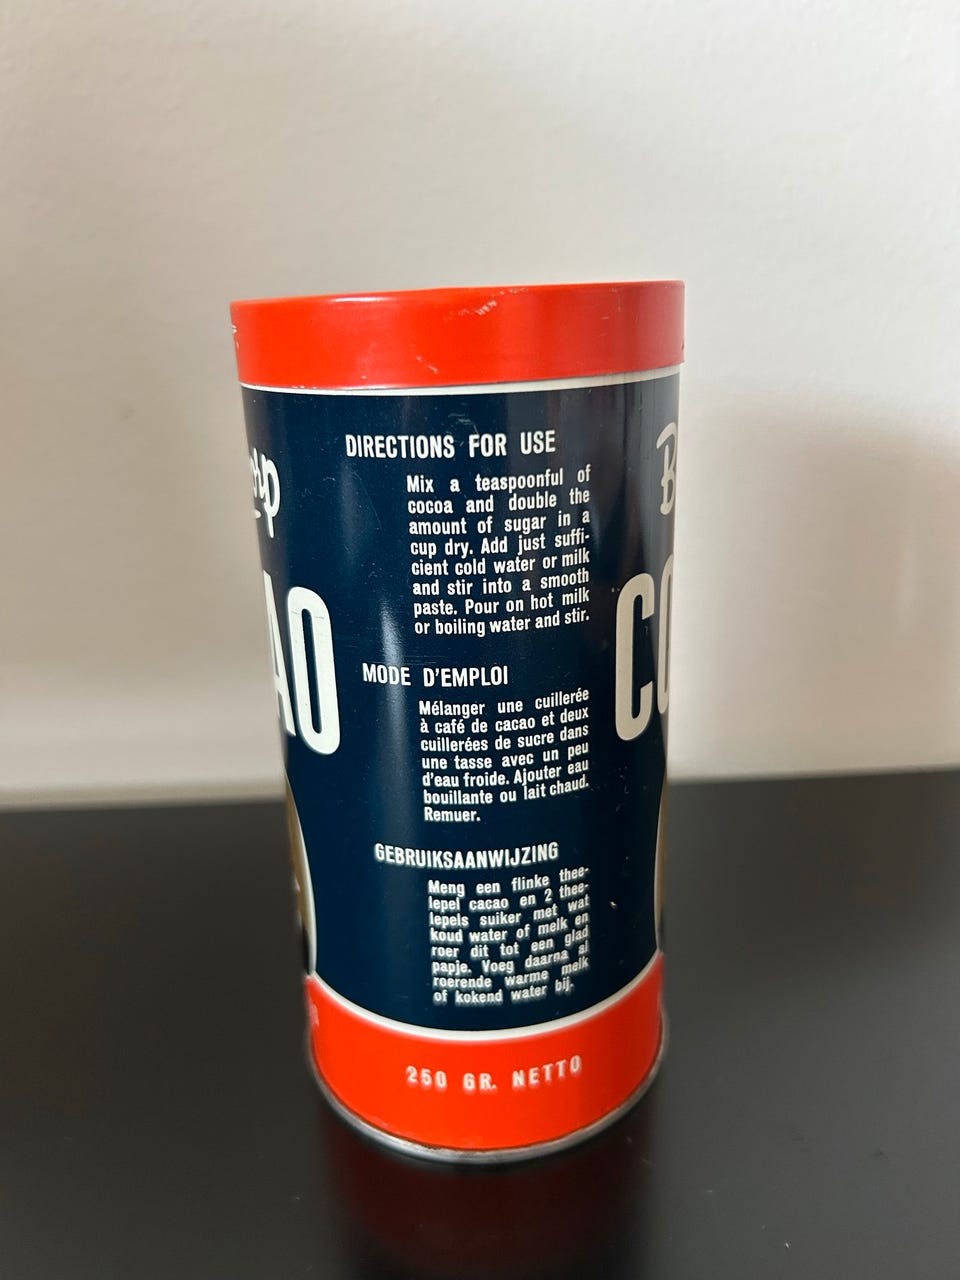 DIRECTIONS FOR USE
Mix a teaspoonful of
cocoa and double the
amount of sugar in a
cup dry. Add just suffi-
cient cold water or milk
and stir into a smooth
paste. Pour on hot milk
or boiling water and stir.
MODE D'EMPLOI
Mélanger une cuillerée
à café de cacao et deux
cuillerées de sucre dans
une tasse avec un peu
d'eau froide. Ajouter eau
bouillante ou lait chaud.
Remuer.
GEBRUIKSAANWIJZING
Meng een flinke thee-
lepel cacao en 2 thee-
lepels suiker met wat
koud water of melk en
roer dit tot een glad
papje. Voeg daarna al
roerende warme melk
of kokend water bij.
250 GR. NETTO